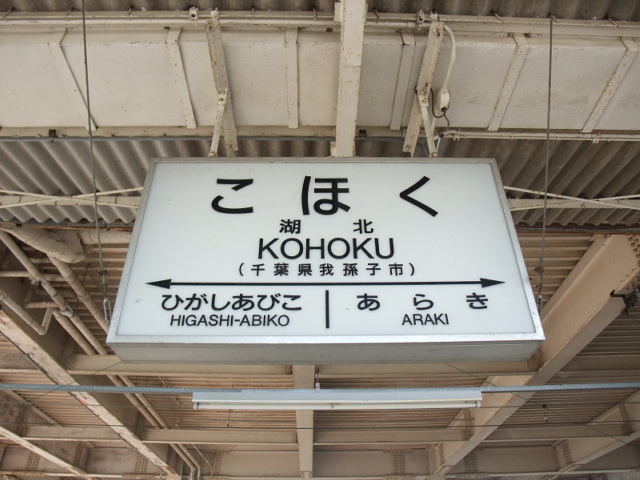 こほく
湖北
KOHOKU
(千葉県我孫子市)
ひがしあびこ | あらき
HIGASHI-ABIKO ARAKI